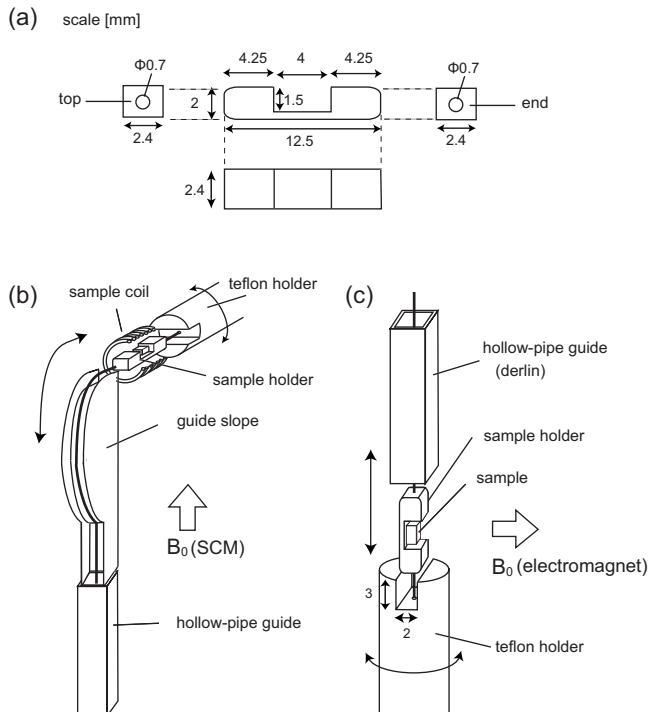 (a) scale [mm]
4.25 4 4.25
Φ0.7 Φ0.7
top 2 1.5 end
2.4 12.5 2.4
2.4
(b) sample coil teflon holder
sample holder
guide slope
B0 (SCM)
hollow-pipe guide
(c)
hollow-pipe guide
(derlin)
sample holder
sample
B0 (electromagnet)
3
2
teflon holder